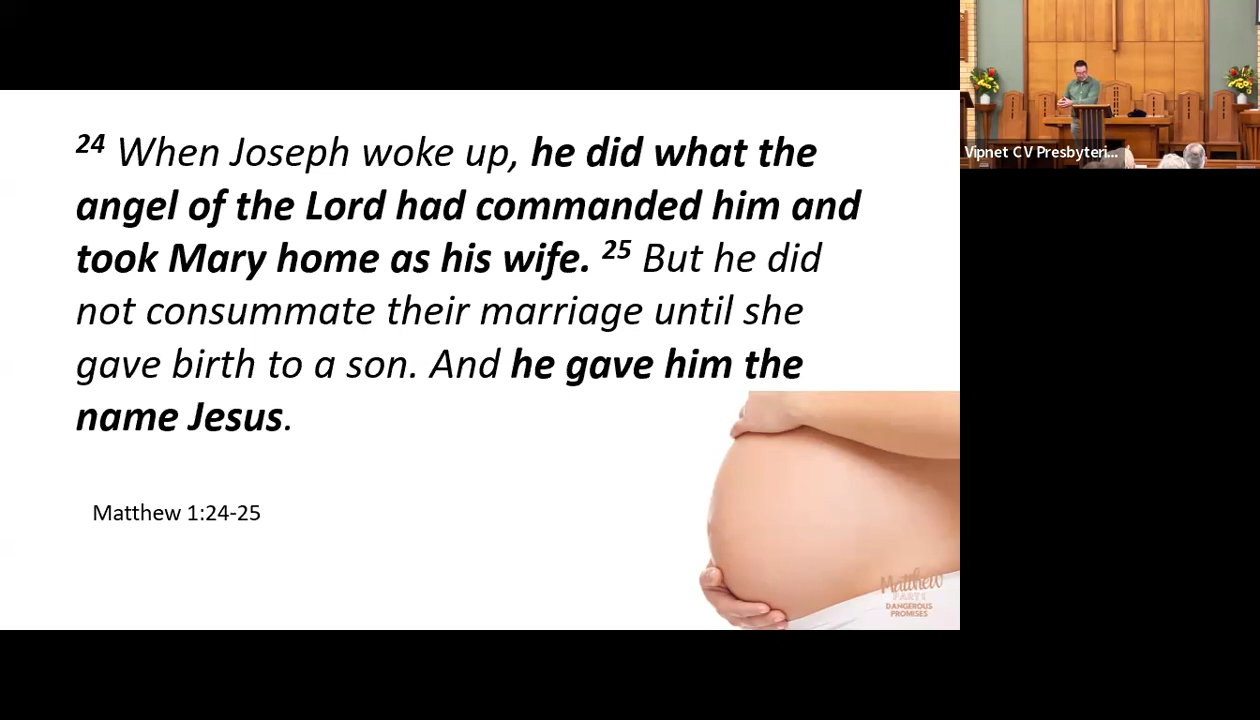 24 When Joseph woke up, he did what the
angel of the Lord had commanded him and
took Mary home as his wife. 25 But he did
not consummate their marriage until she
gave birth to a son. And he gave him the
name Jesus.
Matthew 1:24-25
Matthew
PART 1
DANGEROUS
PROMISES
Vipnet CV Presbyteri...